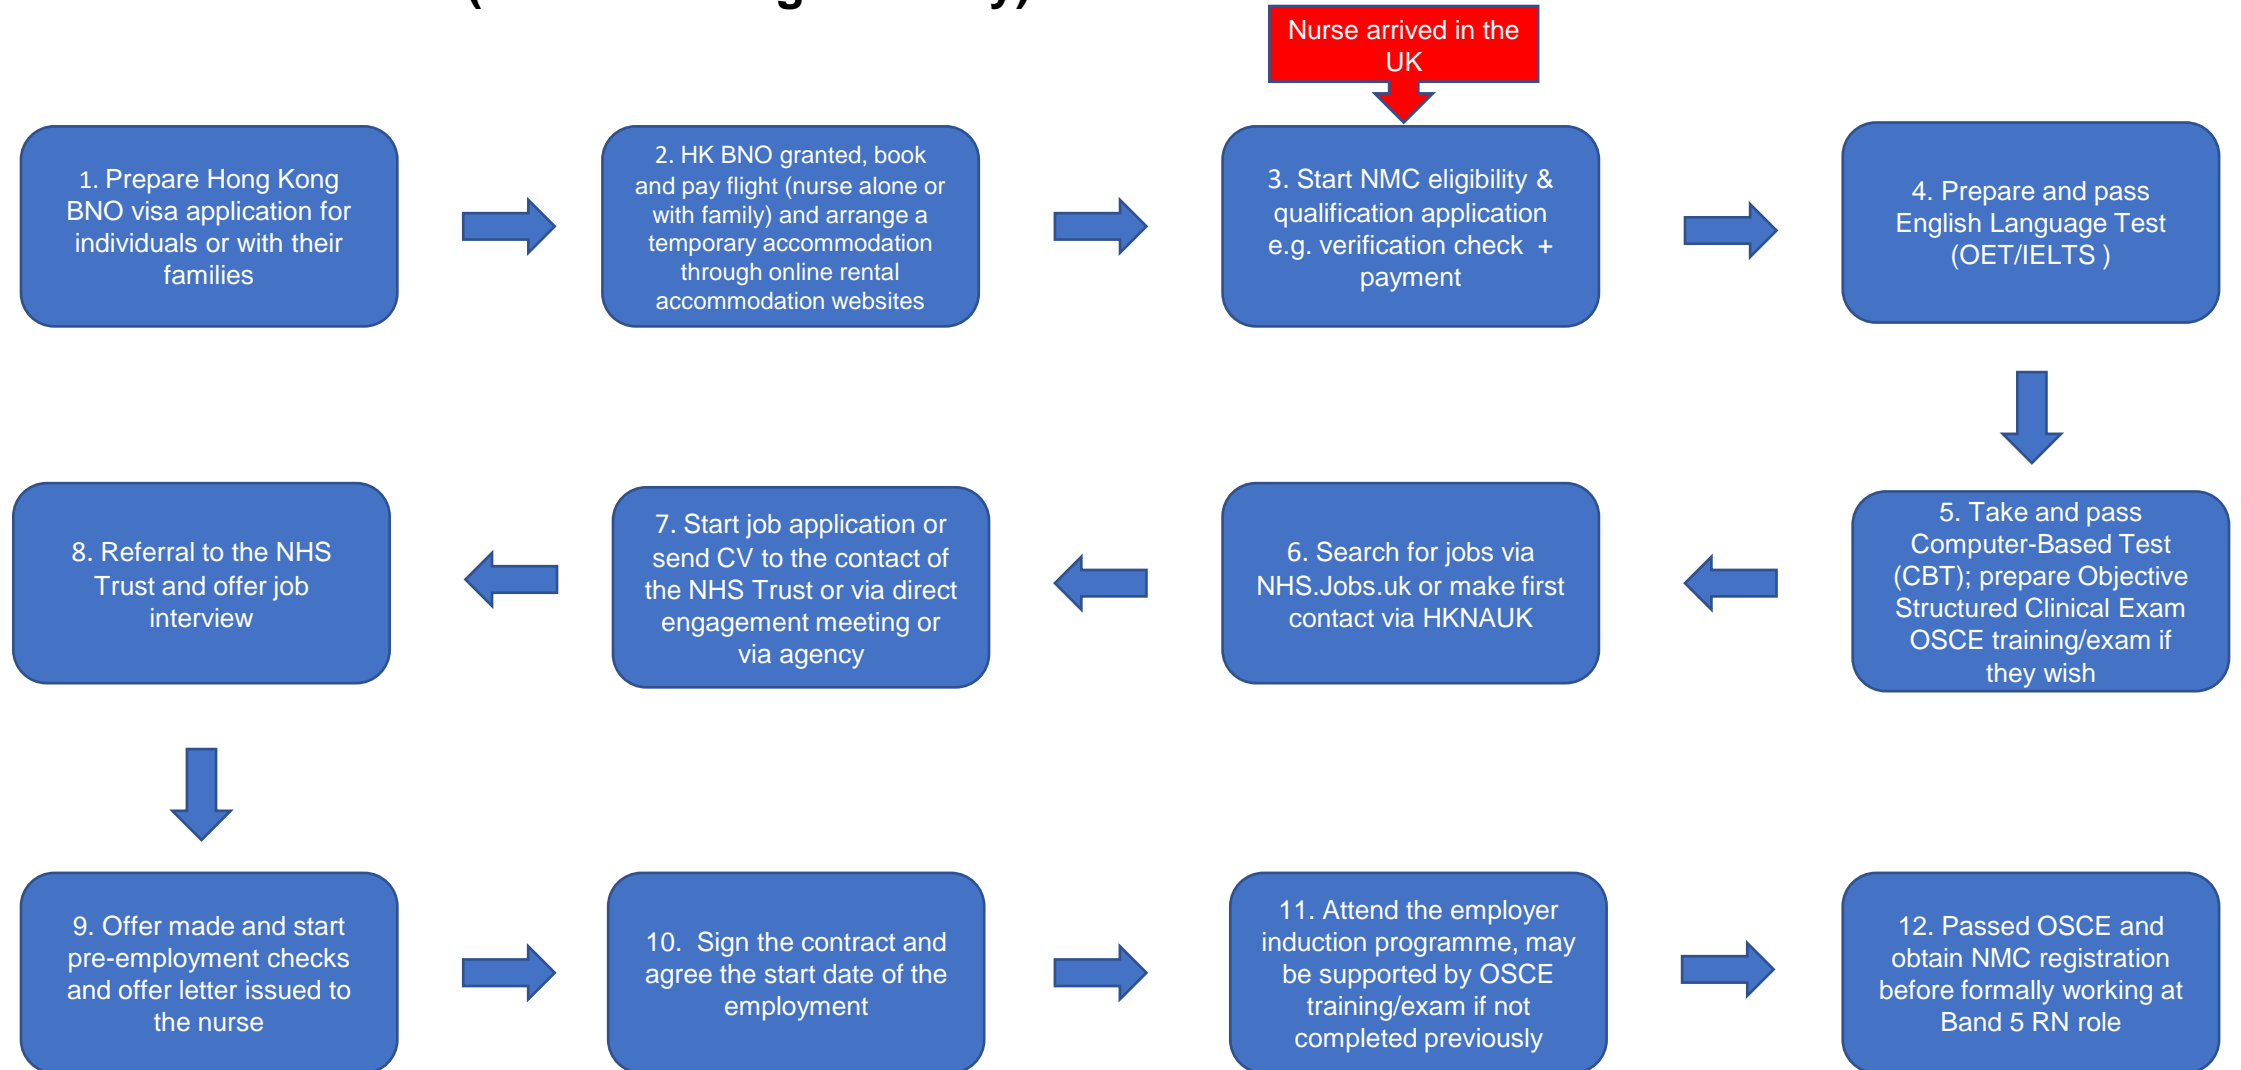 Nurse arrived in the
UK
1. Prepare Hong Kong
BNO visa application for
individuals or with their
families
2. HK BNO granted, book
and pay flight (nurse alone or
with family) and arrange a
temporary accommodation
through online rental
accommodation websites
3. Start NMC eligibility &
qualification application
e.g. verification check +
payment
4. Prepare and pass
English Language Test
(OET/IELTS )
5. Take and pass
Computer-Based Test
(CBT); prepare Objective
Structured Clinical Exam
OSCE training/exam if
they wish
6. Search for jobs via
NHS.Jobs.uk or make first
contact via HKNAUK
7. Start job application or
send CV to the contact of
the NHS Trust or via direct
engagement meeting or
via agency
8. Referral to the NHS
Trust and offer job
interview
9. Offer made and start
pre-employment checks
and offer letter issued to
the nurse
10. Sign the contract and
agree the start date of the
employment
11. Attend the employer
induction programme, may
be supported by OSCE
training/exam if not
completed previously
12. Passed OSCE and
obtain NMC registration
before formally working at
Band 5 RN role